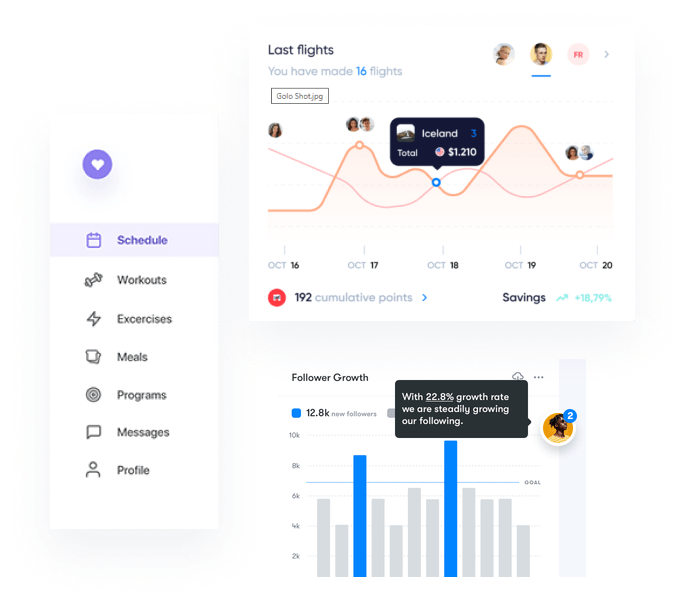 Last flights
You have made 16 flights
FR
Golo Shot.jpg
Iceland 3
Total $1.210
OCT 16 OCT 17 OCT 18 OCT 19 OCT 20
192 cumulative points
Savings +18,79%
Schedule
Workouts
Excercises
Meals
Programs
Messages
Profile
Follower Growth
12.8k new followers
With 22.8% growth rate
we are steadily growing
our following.
2
10k
8k
GOAL
6k
4k
2k